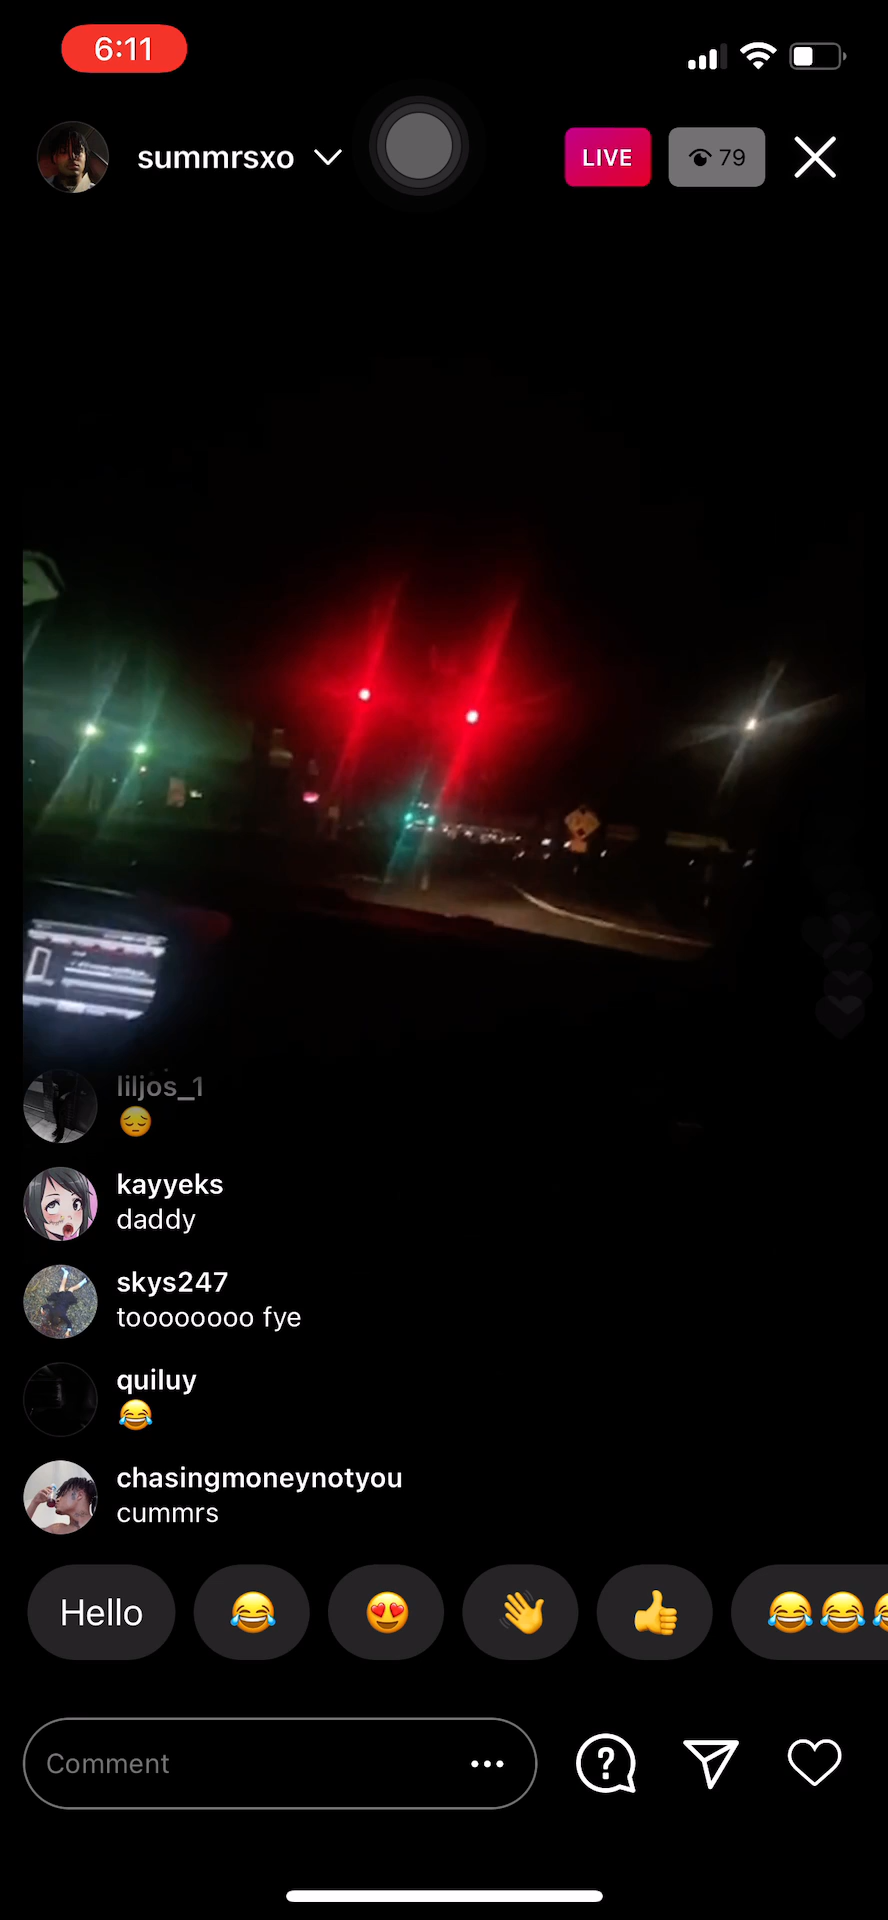 6:11
summrsxo
LIVE
79
liljos_1
😔
kayyeks
daddy
skys247
toooooooo fye
quiluy
😂
chasingmoneynotyou
cummrs
Hello 😂 😍 👋 👍 😂😂😂
Comment